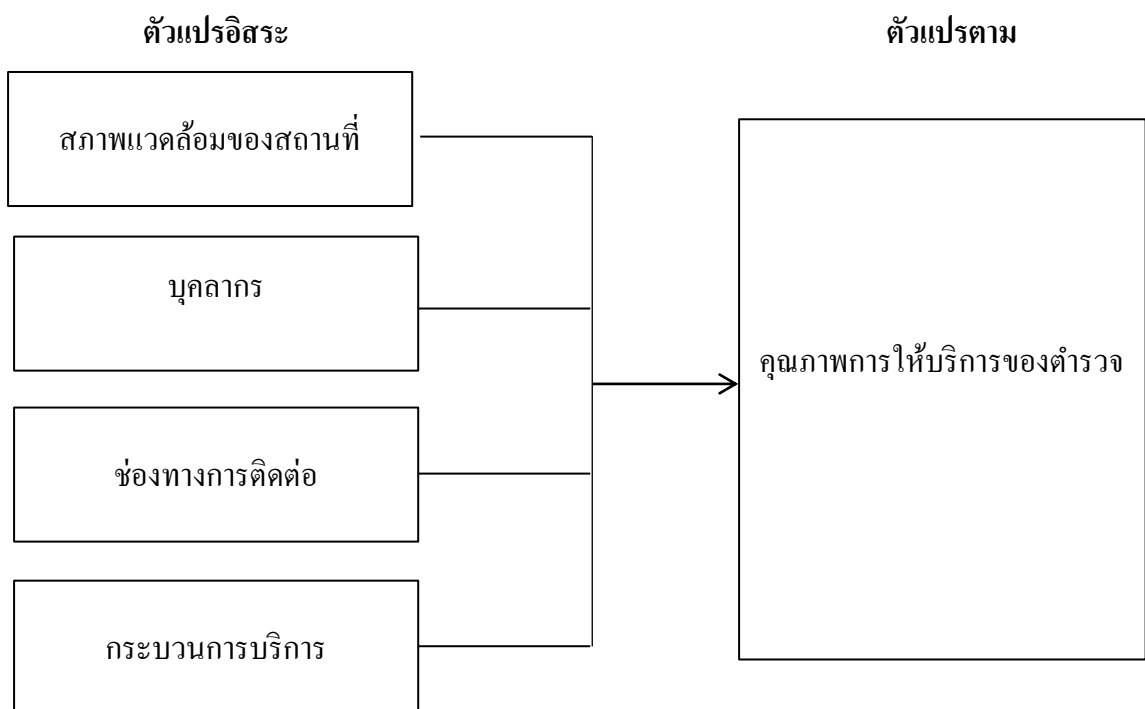 ตัวแปรอิสระ
ตัวแปรตาม
สภาพแวดล้อมของสถานที่
บุคลากร
ช่องทางการติดต่อ
กระบวนการบริการ
คุณภาพการให้บริการของตำรวจ